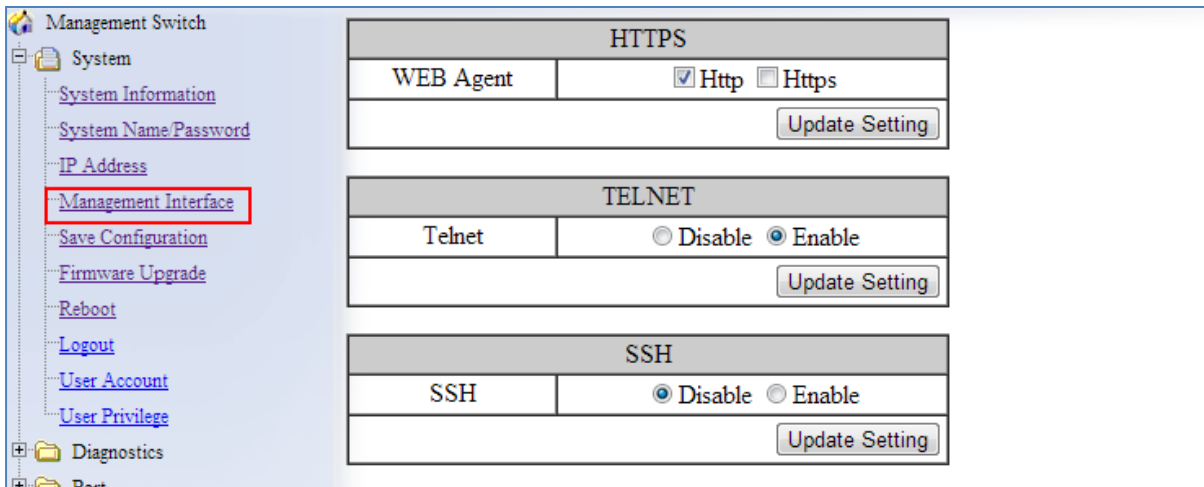 Management Switch
System
System Information
System Name/Password
IP Address
Management Interface
Save Configuration
Firmware Upgrade
Reboot
Logout
User Account
User Privilege
Diagnostics
Port
HTTPS
WEB Agent Http Https
Update Setting
TELNET
Telnet Disable Enable
Update Setting
SSH
SSH Disable Enable
Update Setting